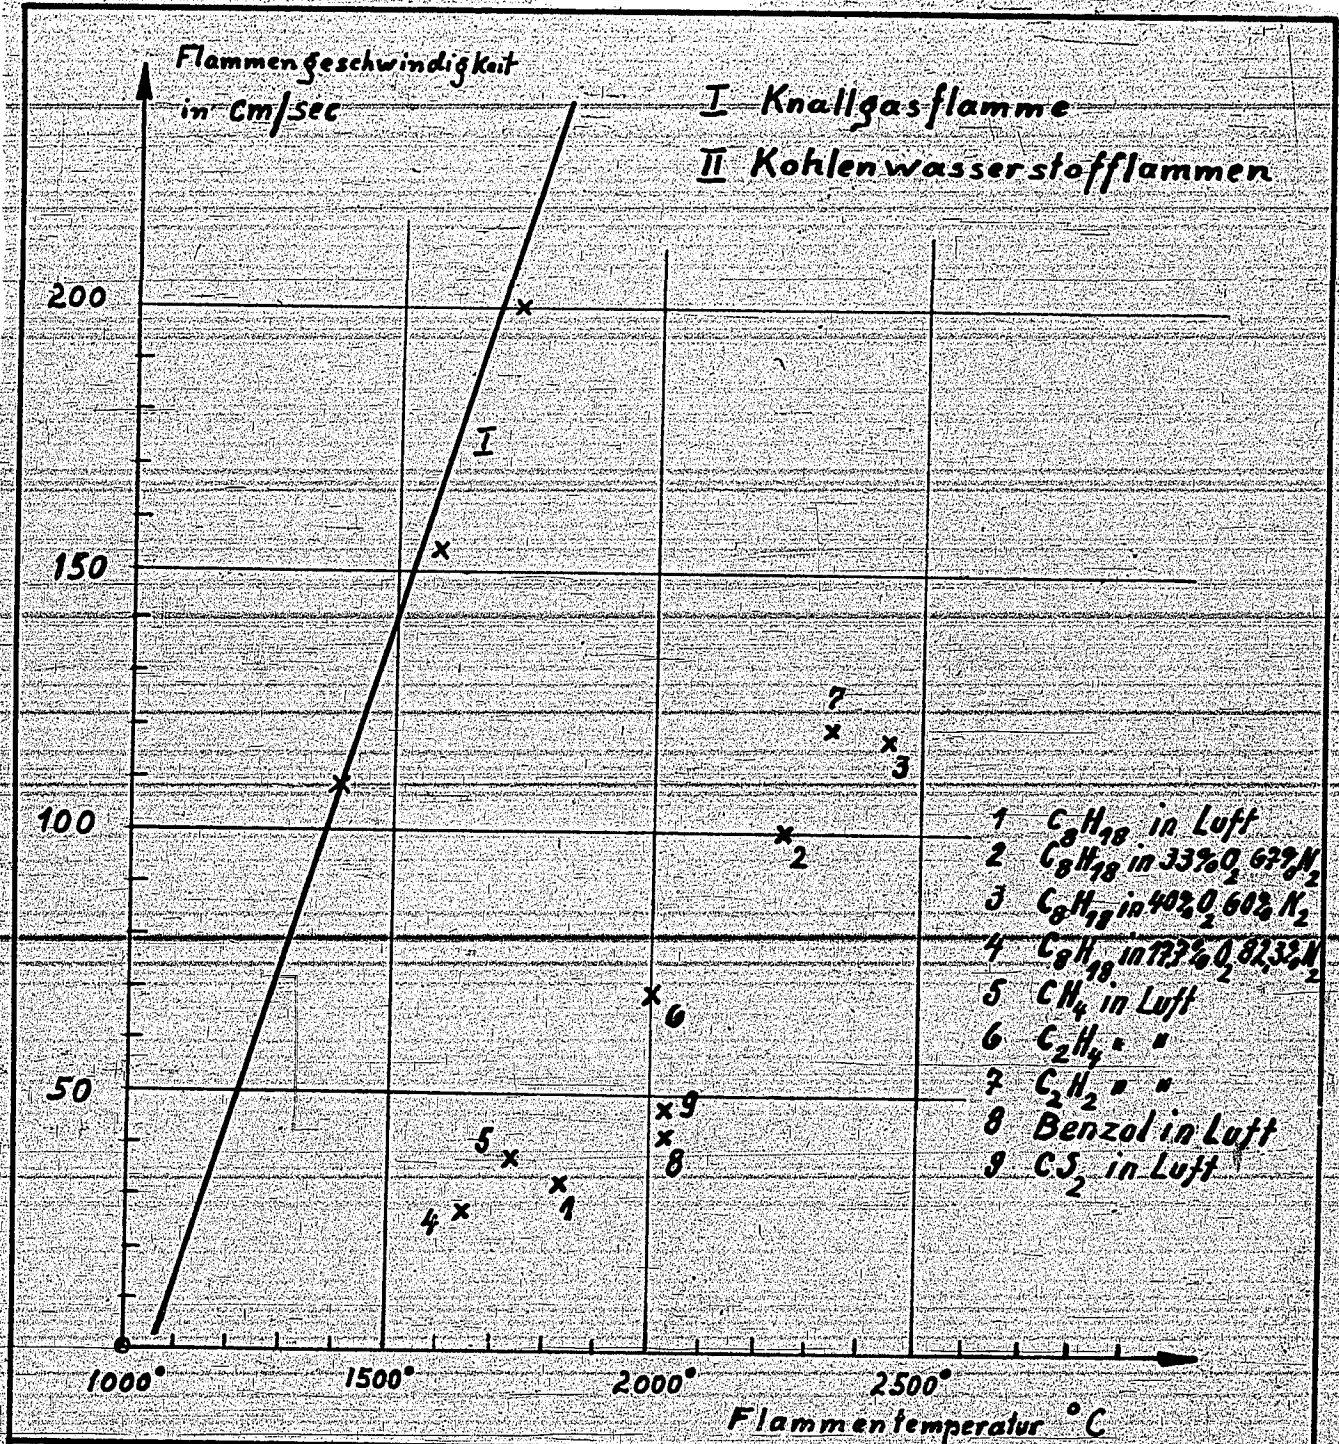 Flammengeschwindigkeit
in cm/sec
I Knallgasflamme
II Kohlenwasserstofflammen
200
I
150
7
3
100
2
1 C8H18 in Luft
2 C8H18 in 33% O2 67% N2
3 C8H18 in 40% O2 60% N2
4 C8H18 in 17,7% O2 82,3% N2
5 CH4 in Luft
6 C2H4 " "
7 C2H2 " "
8 Benzol in Luft
9 CS2 in Luft
6
50
9
5
8
4
1
1000° 1500° 2000° 2500°
Flammentemperatur °C